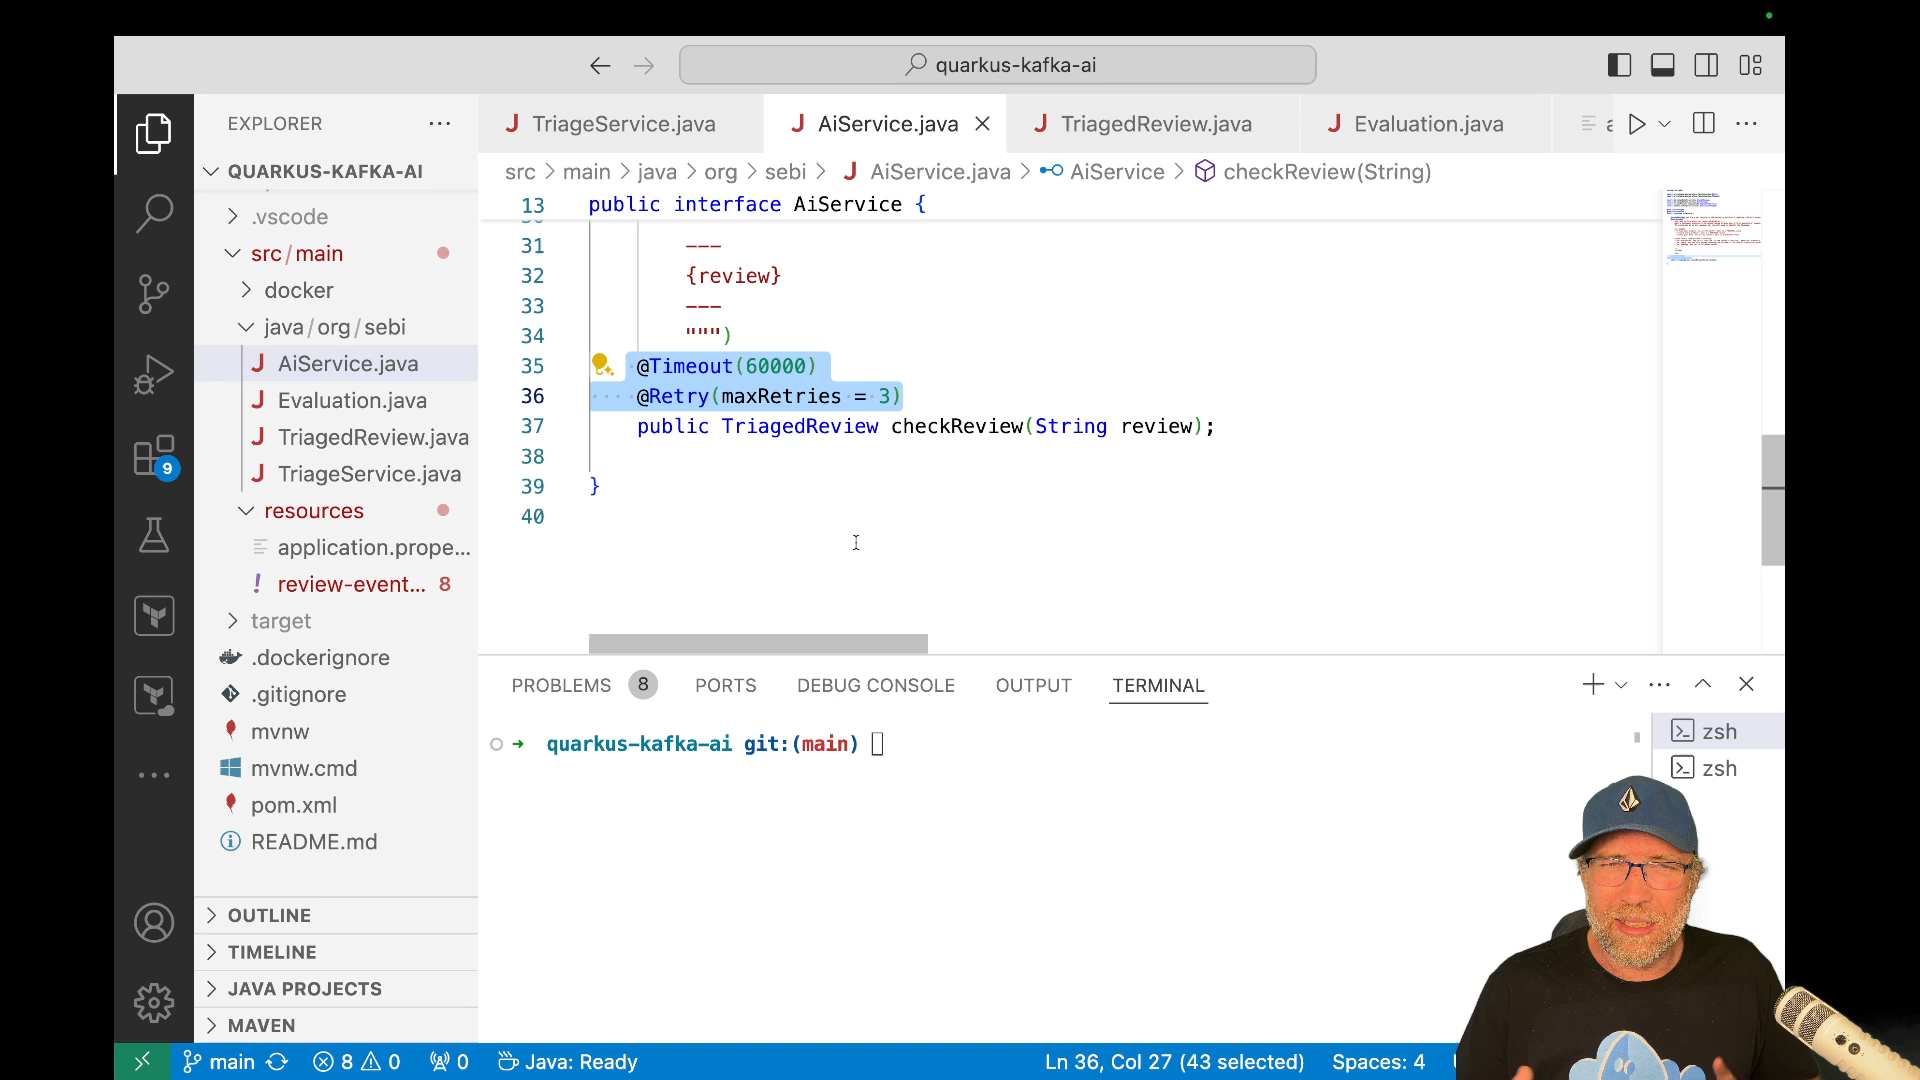 quarkus-kafka-ai
EXPLORER
TriageService.java
AiService.java
TriagedReview.java
Evaluation.java
src > main > java > org > sebi > AiService.java > AiService > checkReview(String)
QUARKUS-KAFKA-AI
.vscode
src/main
docker
java/org/sebi
AiService.java
Evaluation.java
TriagedReview.java
TriageService.java
resources
application.prope...
review-event... 8
target
.dockerignore
.gitignore
mvnw
mvnw.cmd
pom.xml
README.md
OUTLINE
TIMELINE
JAVA PROJECTS
MAVEN
9
13 public interface AiService {
31 ---
32 {review}
33 ---
34 """)
35 @Timeout(60000)
36 @Retry(maxRetries = 3)
37 public TriagedReview checkReview(String review);
38
39 }
40
PROBLEMS 8 PORTS DEBUG CONSOLE OUTPUT TERMINAL
quarkus-kafka-ai git:(main)
zsh
zsh
main 8 0 0 Java: Ready Ln 36, Col 27 (43 selected) Spaces: 4